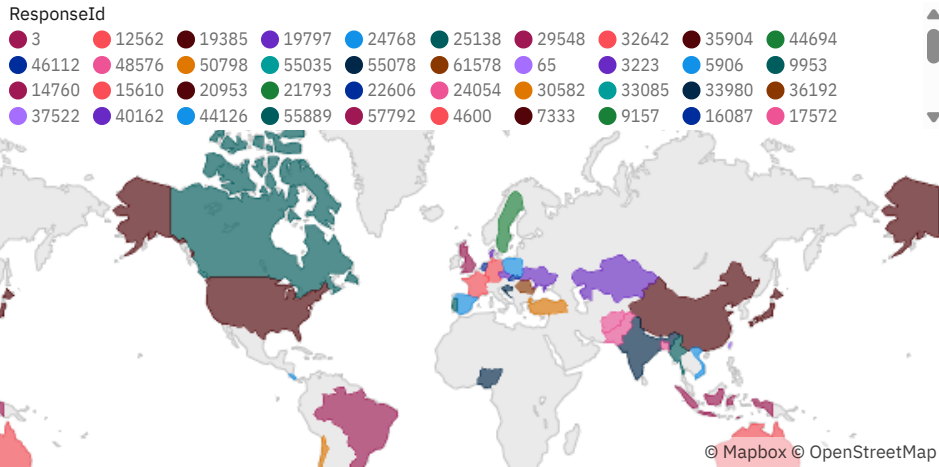 ResponseId
3 12562 19385 19797 24768 25138 29548 32642 35904 44694
46112 48576 50798 55035 55078 61578 65 3223 5906 9953
14760 15610 20953 21793 22606 24054 30582 33085 33980 36192
37522 40162 44126 55889 57792 4600 7333 9157 16087 17572
© Mapbox © OpenStreetMap